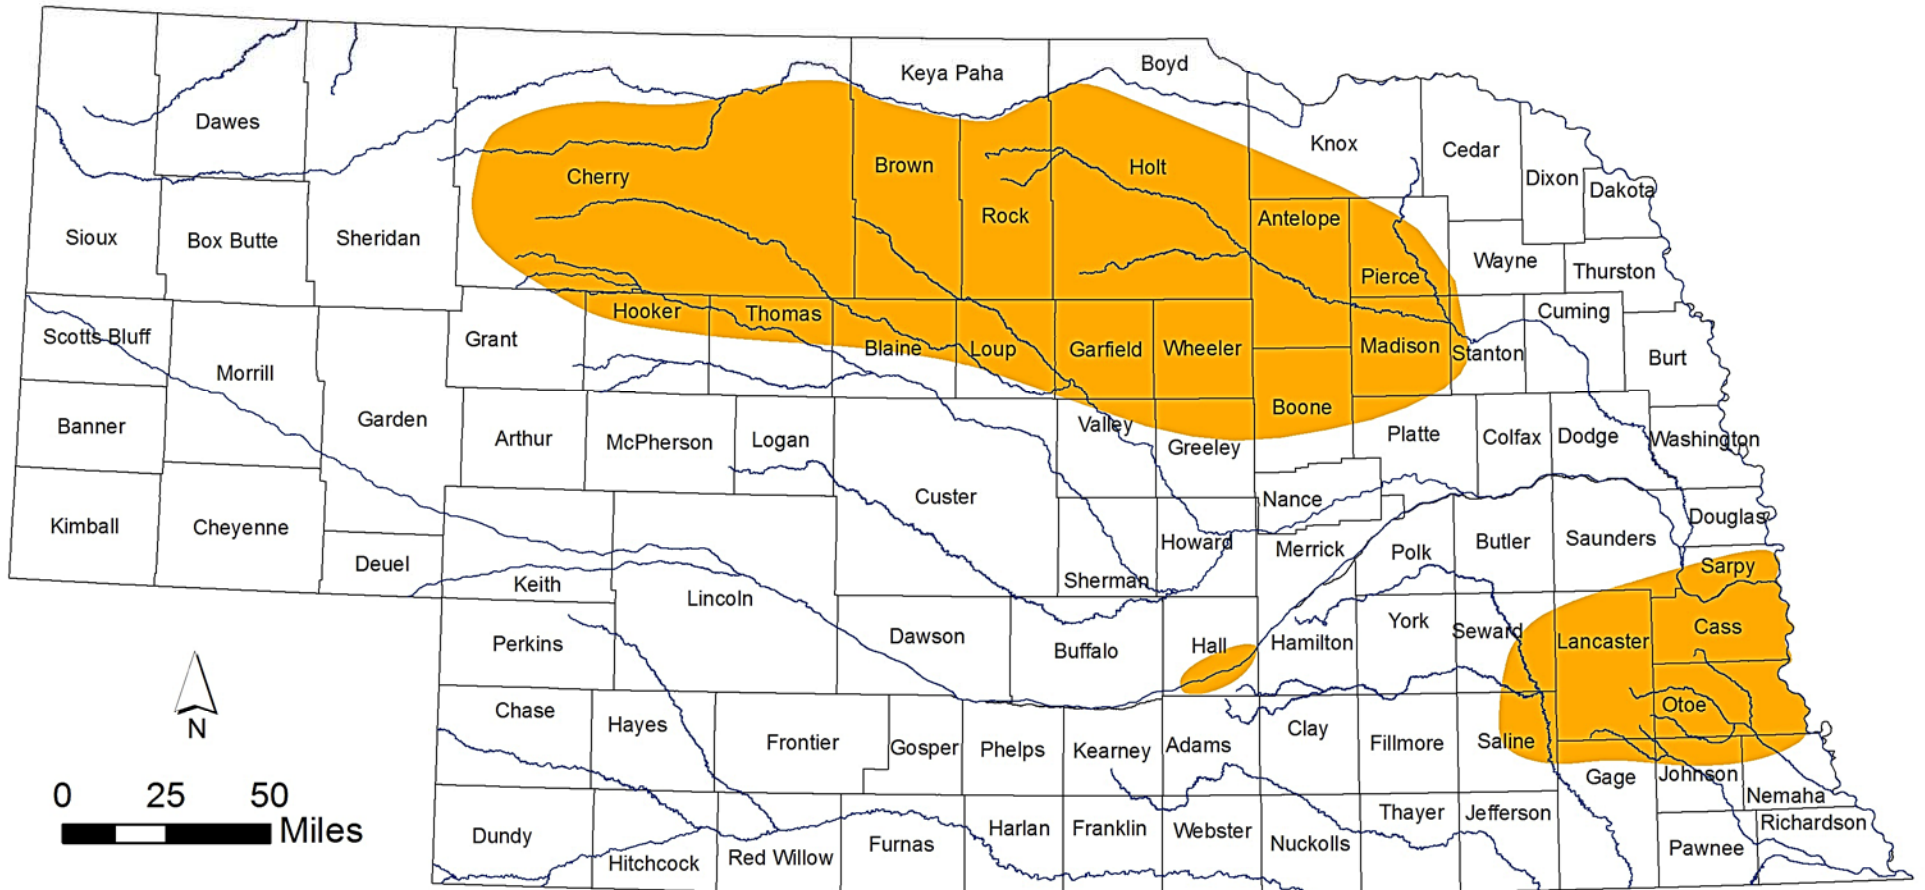 Keya Paha
Boyd
Dawes
Knox
Cedar
Dixon
Dakota
Cherry
Brown
Holt
Rock
Antelope
Sioux
Box Butte
Sheridan
Pierce
Wayne
Thurston
Hooker
Thomas
Cuming
Scotts Bluff
Grant
Blaine
Loup
Garfield
Wheeler
Madison
Stanton
Burt
Morrill
Boone
Banner
Garden
Arthur
McPherson
Logan
Valley
Greeley
Platte
Colfax
Dodge
Washington
Custer
Nance
Kimball
Cheyenne
Douglas
Deuel
Keith
Howard
Merrick
Polk
Butler
Saunders
Sherman
Sarpy
Lincoln
Perkins
Dawson
Buffalo
Hall
Hamilton
York
Seward
Lancaster
Cass
N
Chase
Hayes
Frontier
Gosper
Phelps
Kearney
Adams
Clay
Fillmore
Saline
Otoe
Gage
Johnson
Nemaha
0 25 50
Miles
Dundy
Hitchcock
Red Willow
Furnas
Harlan
Franklin
Webster
Nuckolls
Thayer
Jefferson
Pawnee
Richardson